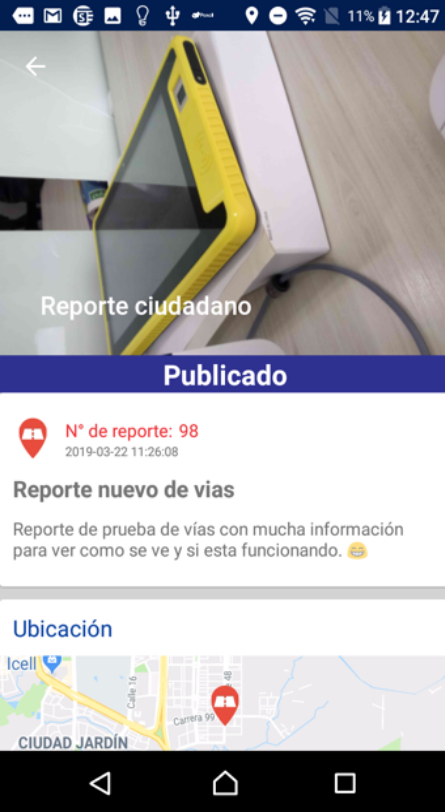 11% 12:47
Reporte ciudadano
Publicado
N° de reporte: 98
2019-03-22 11:26:08
Reporte nuevo de vias
Reporte de prueba de vías con mucha información
para ver como se ve y si esta funcionando. 😁
Ubicación
Icell
Calle 16
e 48
Carrera 99
CIUDAD JARDÍN